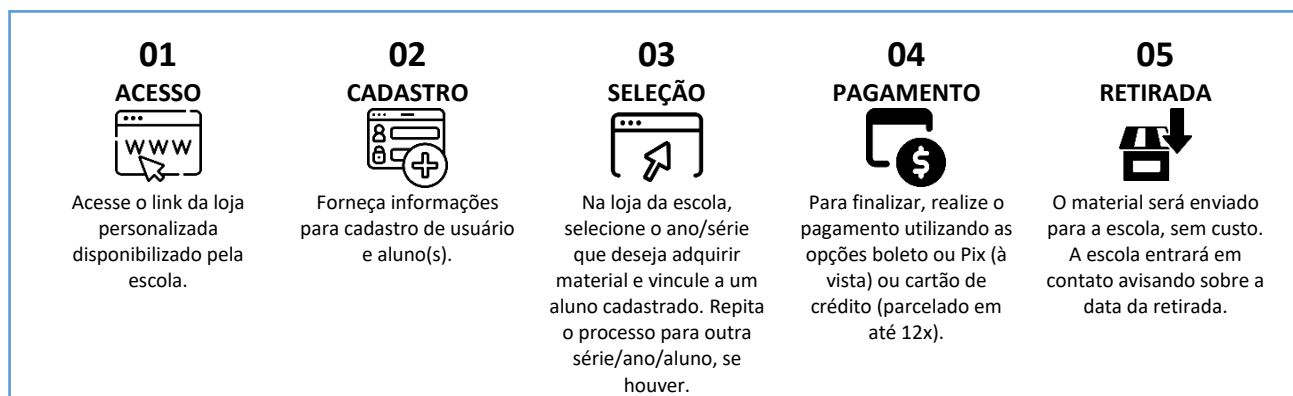 01
ACESSO
WWW
Acesse o link da loja
personalizada
disponibilizado pela
escola.
02
CADASTRO
Forneça informações
para cadastro de usuário
e aluno(s).
03
SELEÇÃO
Na loja da escola,
selecione o ano/série
que deseja adquirir
material e vincule a um
aluno cadastrado. Repita
o processo para outra
série/ano/aluno, se
houver.
04
PAGAMENTO
$
Para finalizar, realize o
pagamento utilizando as
opções boleto ou Pix (à
vista) ou cartão de
crédito (parcelado em
até 12x).
05
RETIRADA
O material será enviado
para a escola, sem custo.
A escola entrará em
contato avisando sobre a
data da retirada.